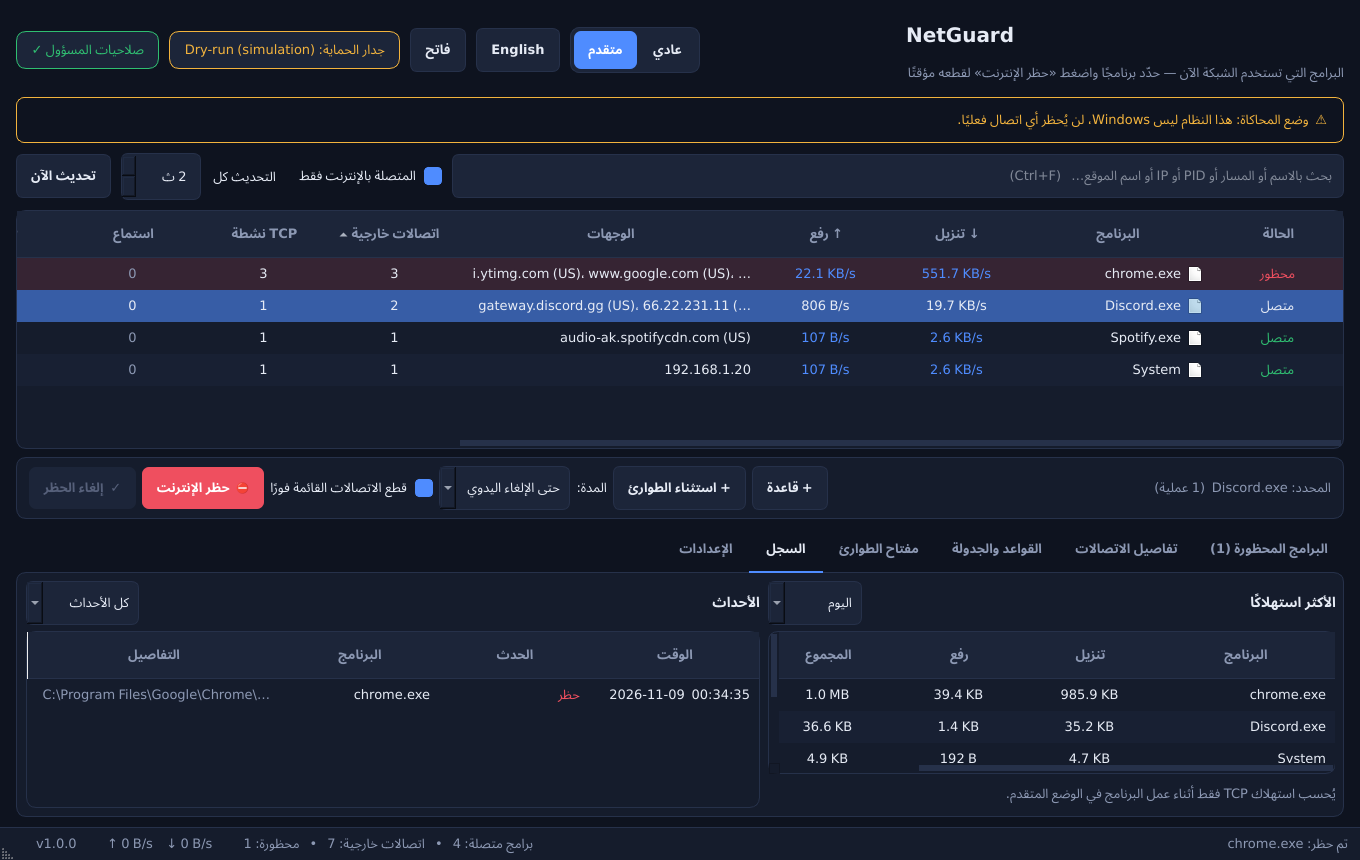 NetGuard
البرامج التي تستخدم الشبكة الآن — حدّد برنامجًا واضغط «حظر الإنترنت» لقطعه مؤقتًا
عادي متقدم English فاتح جدار الحماية: Dry-run (simulation) صلاحيات المسؤول ✓
⚠ وضع المحاكاة: هذا النظام ليس Windows، لن يُحظر أي اتصال فعليًا.
بحث بالاسم أو المسار أو PID أو IP أو اسم الموقع... (Ctrl+F) المتصلة بالإنترنت فقط التحديث كل 2 ث تحديث الآن
الحالة البرنامج ↓ تنزيل ↑ رفع الوجهات اتصالات خارجية TCP نشطة استماع
محظور chrome.exe 551.7 KB/s 22.1 KB/s i.ytimg.com (US)، www.google.com (US)، ... 3 3 0
متصل Discord.exe 19.7 KB/s 806 B/s gateway.discord.gg (US)، 66.22.231.11 (... 2 1 0
متصل Spotify.exe 2.6 KB/s 107 B/s audio-ak.spotifycdn.com (US) 1 1 0
متصل System 2.6 KB/s 107 B/s 192.168.1.20 1 1 0
المحدد: Discord.exe (1 عملية) + قاعدة + استثناء الطوارئ المدة: حتى الإلغاء اليدوي قطع الاتصالات القائمة فورًا ⛔ حظر الإنترنت ✓ إلغاء الحظر
البرامج المحظورة (1) تفاصيل الاتصالات القواعد والجدولة مفتاح الطوارئ السجل الإعدادات
الأكثر استهلاكًا اليوم
البرنامج تنزيل رفع المجموع
chrome.exe 985.9 KB 39.4 KB 1.0 MB
Discord.exe 35.2 KB 1.4 KB 36.6 KB
System 4.7 KB 192 B 4.9 KB
يُحسب استهلاك TCP فقط أثناء عمل البرنامج في الوضع المتقدم.
الأحداث كل الأحداث
الوقت الحدث البرنامج التفاصيل
2026-11-09 00:34:35 حظر chrome.exe C:\Program Files\Google\Chrome\...
تم حظر: chrome.exe برامج متصلة: 4 • اتصالات خارجية: 7 • محظورة: 1 ↓ 0 B/s ↑ 0 B/s v1.0.0